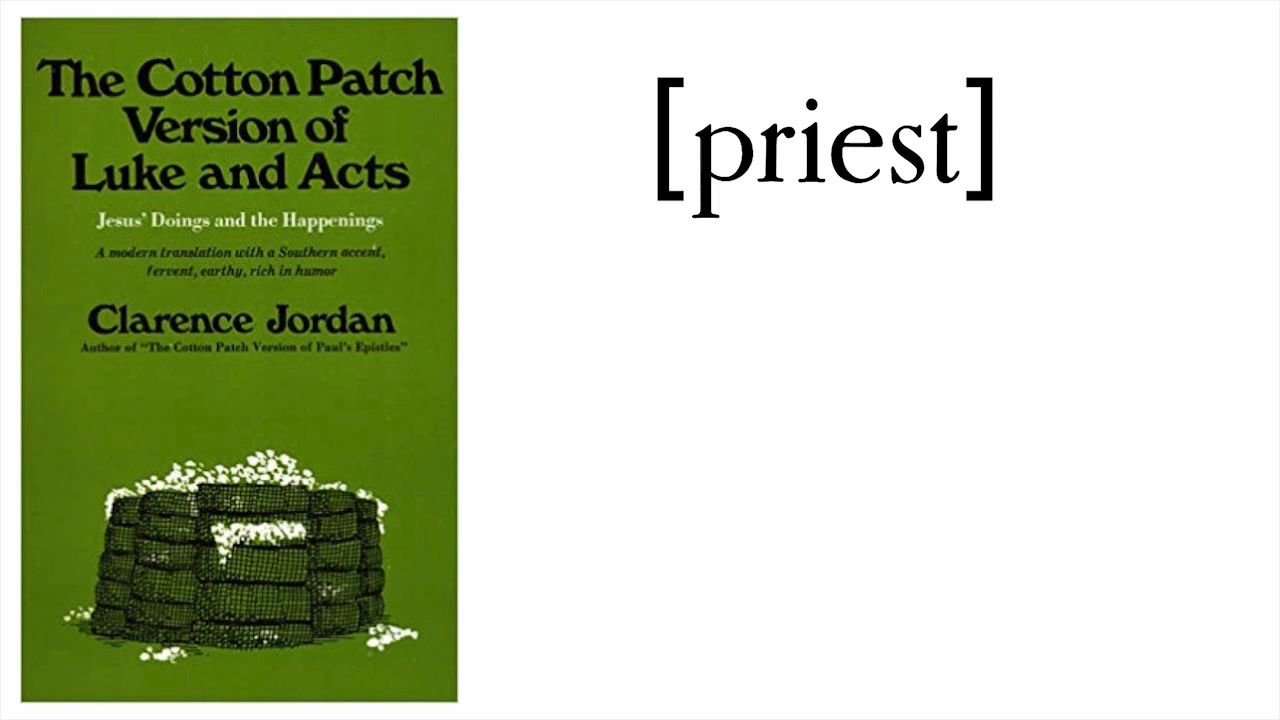 The Cotton Patch
Version of
Luke and Acts
Jesus' Doings and the Happenings
A modern translation with a Southern accent,
fervent, earthy, rich in humor
Clarence Jordan
Author of "The Cotton Patch Version of Paul's Epistles"
[priest]